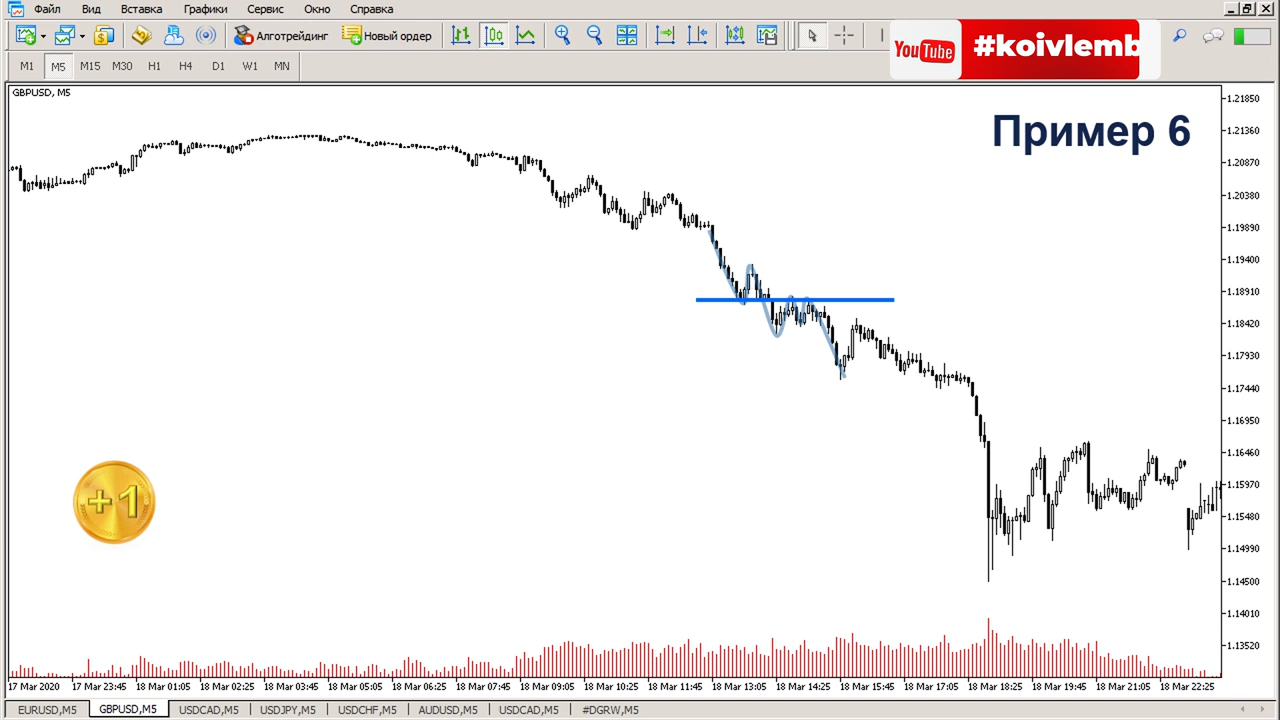 Файл Вид Вставка Графики Сервис Окно Справка
Алготрейдинг Новый ордер
YouTube #koivlemb
M1 M5 M15 M30 H1 H4 D1 W1 MN
GBPUSD, M5
Пример 6
1.21850
1.21360
1.20870
1.20380
1.19890
1.19400
1.18910
1.18420
1.17930
1.17440
1.16950
1.16460
1.15970
1.15480
1.14990
1.14500
1.14010
1.13520
+1
17 Mar 2020 17 Mar 23:45 18 Mar 01:05 18 Mar 02:25 18 Mar 03:45 18 Mar 05:05 18 Mar 06:25 18 Mar 07:45 18 Mar 09:05 18 Mar 10:25 18 Mar 11:45 18 Mar 13:05 18 Mar 14:25 18 Mar 15:45 18 Mar 17:05 18 Mar 18:25 18 Mar 19:45 18 Mar 21:05 18 Mar 22:25
EURUSD,M5 GBPUSD,M5 USDCAD,M5 USDJPY,M5 USDCHF,M5 AUDUSD,M5 USDCAD,M5 #DGRW,M5